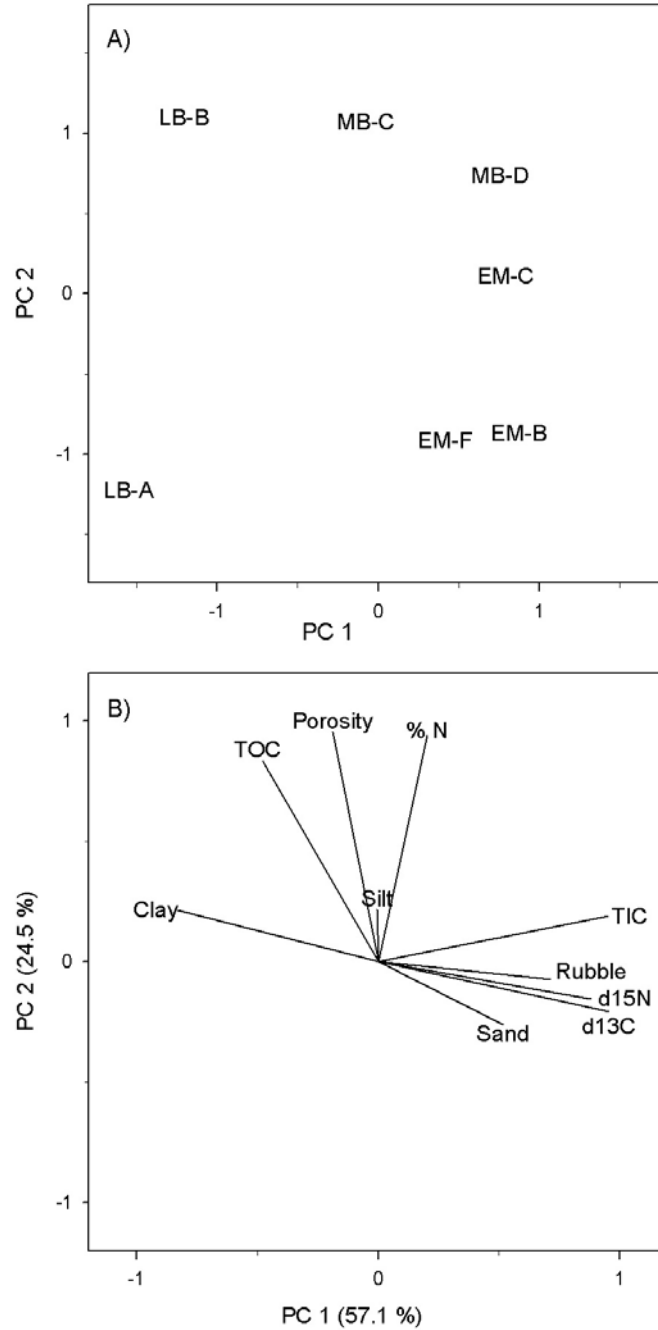 A)
LB-B
MB-C
1
MB-D
EM-C
0
PC 2
EM-F
EM-B
-1
LB-A
-1
0
1
PC 1
B)
1
Porosity
% N
TOC
Silt
Clay
TIC
0
Rubble
d15N
d13C
Sand
PC 2 (24.5 %)
-1
-1
0
1
PC 1 (57.1 %)